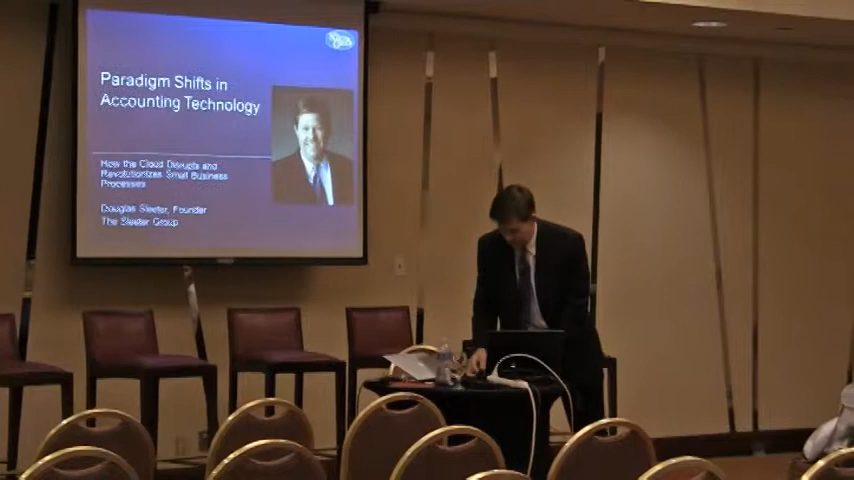 Paradigm Shifts in
Accounting Technology
How the Cloud Disrupts and
Revolutionizes Small Business
Processes
Douglas Sleeter, Founder
The Sleeter Group